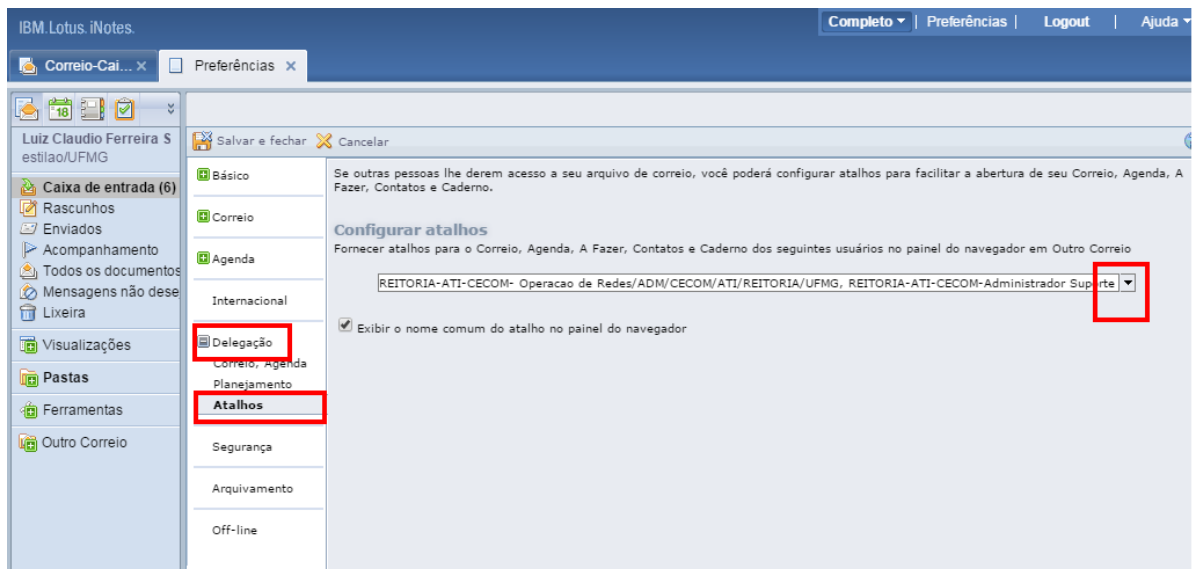 IBM.Lotus.iNotes.
Completo | Preferências | Logout | Ajuda
Correio-Cai... Preferências
18
Luiz Claudio Ferreira S
estilao/UFMG
Caixa de entrada (6)
Rascunhos
Enviados
Acompanhamento
Todos os documentos
Mensagens não dese
Lixeira
Visualizações
Pastas
Ferramentas
Outro Correio
Salvar e fechar Cancelar
Básico
Correio
Agenda
Internacional
Delegação
Correio, Agenda
Planejamento
Atalhos
Segurança
Arquivamento
Off-line
Se outras pessoas lhe derem acesso a seu arquivo de correio, você poderá configurar atalhos para facilitar a abertura de seu Correio, Agenda, A
Fazer, Contatos e Caderno.
Configurar atalhos
Fornecer atalhos para o Correio, Agenda, A Fazer, Contatos e Caderno dos seguintes usuários no painel do navegador em Outro Correio
REITORIA-ATI-CECOM- Operacao de Redes/ADM/CECOM/ATI/REITORIA/UFMG, REITORIA-ATI-CECOM-Administrador Suporte
Exibir o nome comum do atalho no painel do navegador